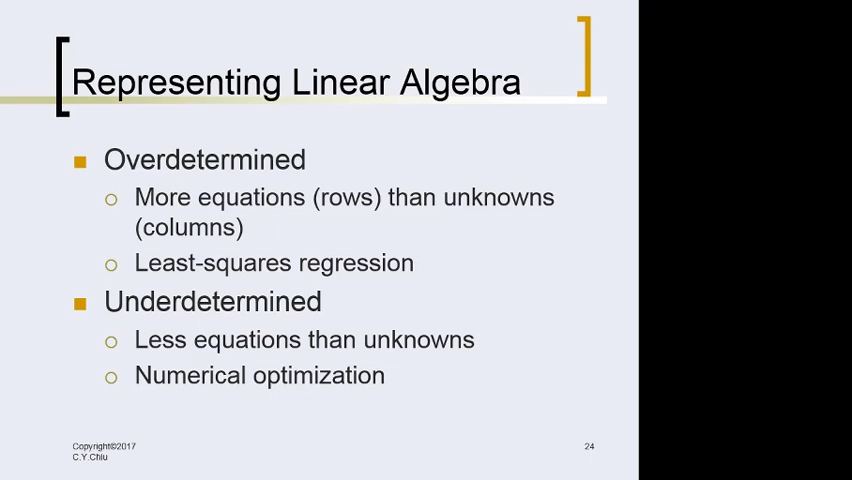 Representing Linear Algebra
Overdetermined
More equations (rows) than unknowns
(columns)
Least-squares regression
Underdetermined
Less equations than unknowns
Numerical optimization
Copyright©2017
C.Y.Chiu
24